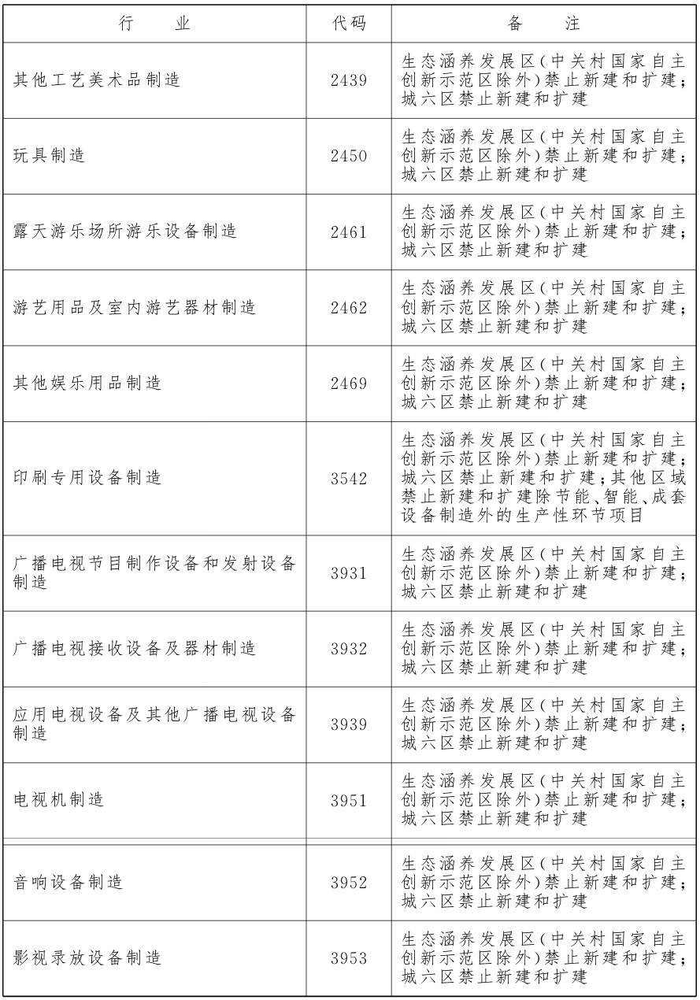 行 业 代码 备 注
生态涵养发展区(中关村国家自主
其他工艺美术品制造 2439 创新示范区除外)禁止新建和扩建;
城六区禁止新建和扩建
生态涵养发展区(中关村国家自主
玩具制造 2450 创新示范区除外)禁止新建和扩建;
城六区禁止新建和扩建
生态涵养发展区(中关村国家自主
露天游乐场所游乐设备制造 2461 创新示范区除外)禁止新建和扩建;
城六区禁止新建和扩建
生态涵养发展区(中关村国家自主
游艺用品及室内游艺器材制造 2462 创新示范区除外)禁止新建和扩建;
城六区禁止新建和扩建
生态涵养发展区(中关村国家自主
其他娱乐用品制造 2469 创新示范区除外)禁止新建和扩建;
城六区禁止新建和扩建
生态涵养发展区(中关村国家自主
创新示范区除外)禁止新建和扩建;
印刷专用设备制造 3542 城六区禁止新建和扩建;其他区域
禁止新建和扩建除节能、智能、成套
设备制造外的生产性环节项目
广播电视节目制作设备和发射设备
制造
3931
生态涵养发展区(中关村国家自主
创新示范区除外)禁止新建和扩建;
城六区禁止新建和扩建
生态涵养发展区(中关村国家自主
广播电视接收设备及器材制造 3932 创新示范区除外)禁止新建和扩建;
城六区禁止新建和扩建
应用电视设备及其他广播电视设备
制造
3939
生态涵养发展区(中关村国家自主
创新示范区除外)禁止新建和扩建;
城六区禁止新建和扩建
生态涵养发展区(中关村国家自主
电视机制造 3951 创新示范区除外)禁止新建和扩建;
城六区禁止新建和扩建
生态涵养发展区(中关村国家自主
音响设备制造 3952 创新示范区除外)禁止新建和扩建;
城六区禁止新建和扩建
生态涵养发展区(中关村国家自主
影视录放设备制造 3953 创新示范区除外)禁止新建和扩建;
城六区禁止新建和扩建